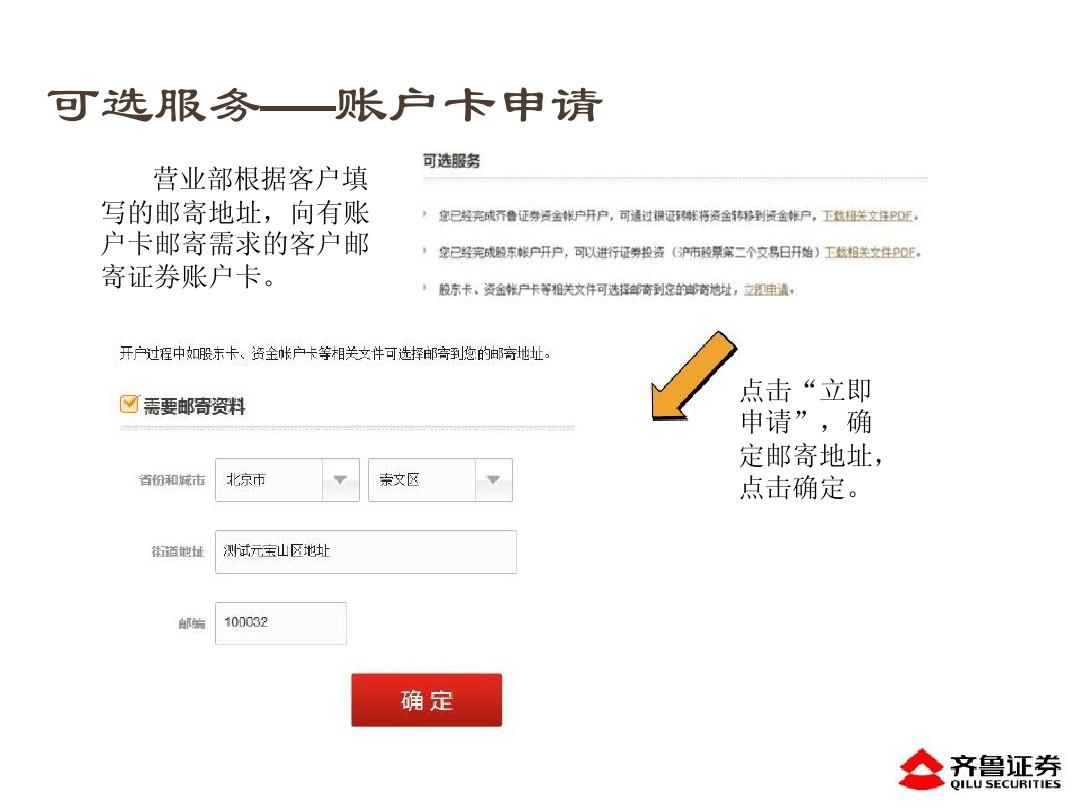 可选服务——账户卡申请
营业部根据客户填
写的邮寄地址，向有账
户卡邮寄需求的客户邮
寄证券账户卡。
可选服务
您已经完成齐鲁证券资金帐户开户，可通过银证转帐将资金转移到资金帐户，下载相关文件PDF。
您已经完成股东帐户开户，可以进行证券投资（沪市股票第二个交易日开始）下载相关文件PDF。
股东卡、资金帐户卡等相关文件可选择邮寄到您的邮寄地址，立即申请。
开户过程中如股东卡、资金帐户卡等相关文件可选择邮寄到您的邮寄地址。
需要邮寄资料
省份和城市 北京市 崇文区
街道地址 测试元宝山区地址
邮编 100032
确 定
点击“立即
申请”，确
定邮寄地址，
点击确定。
齐鲁证券
QILU SECURITIES